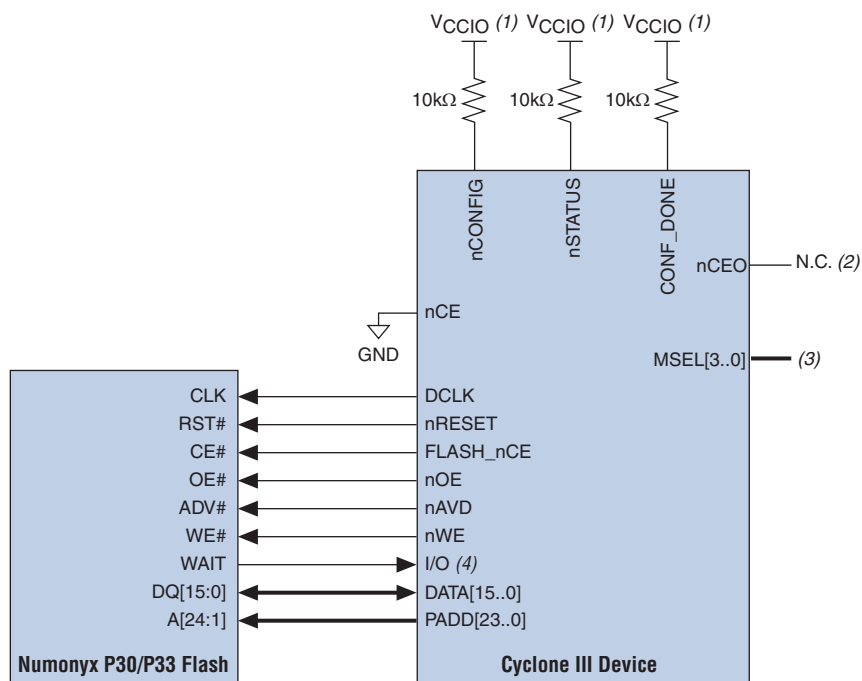 VCCIO (1) VCCIO (1) VCCIO (1)
10kΩ 10kΩ 10kΩ
nCONFIG
nSTATUS
CONF_DONE
nCEO N.C. (2)
nCE
GND
MSEL[3..0] (3)
CLK DCLK
RST# nRESET
CE# FLASH_nCE
OE# nOE
ADV# nAVD
WE# nWE
WAIT I/O (4)
DQ[15:0] DATA[15..0]
A[24:1] PADD[23..0]
Numonyx P30/P33 Flash Cyclone III Device